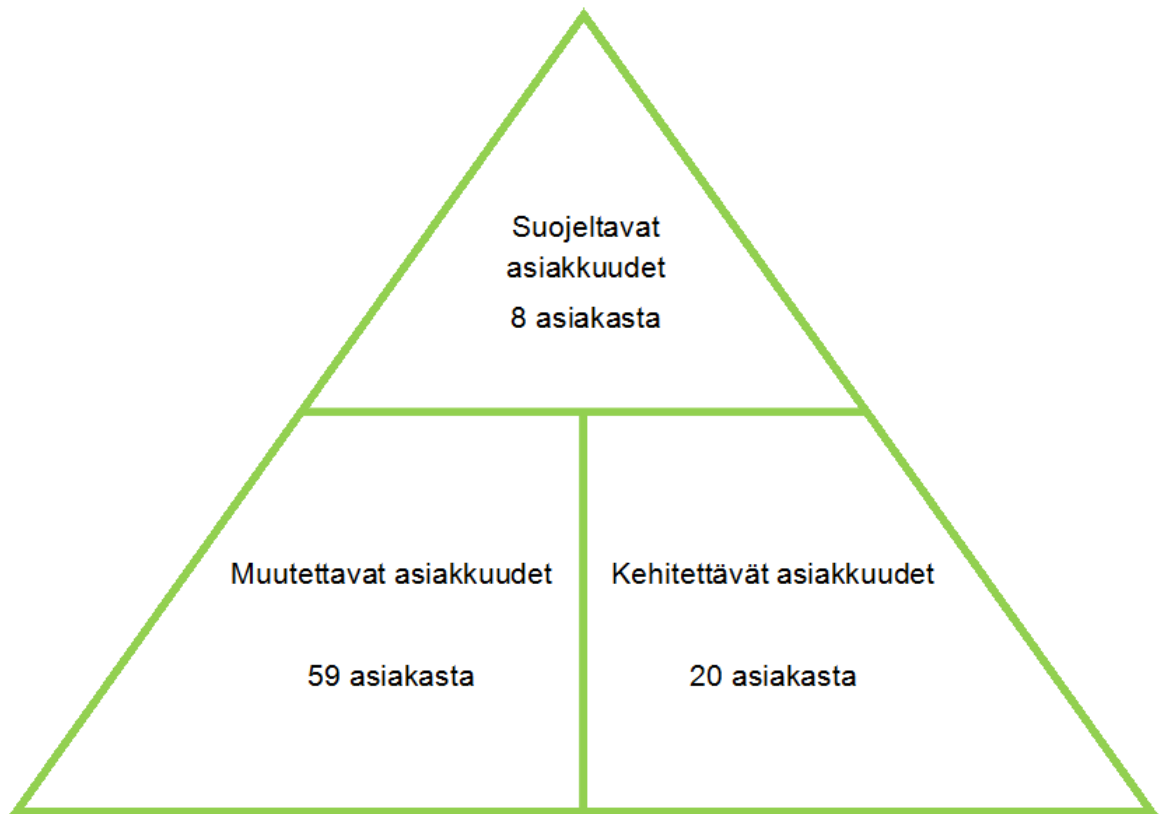 Suojeltavat
asiakkuudet
8 asiakasta
Muutettavat asiakkuudet
59 asiakasta
Kehitettävät asiakkuudet
20 asiakasta